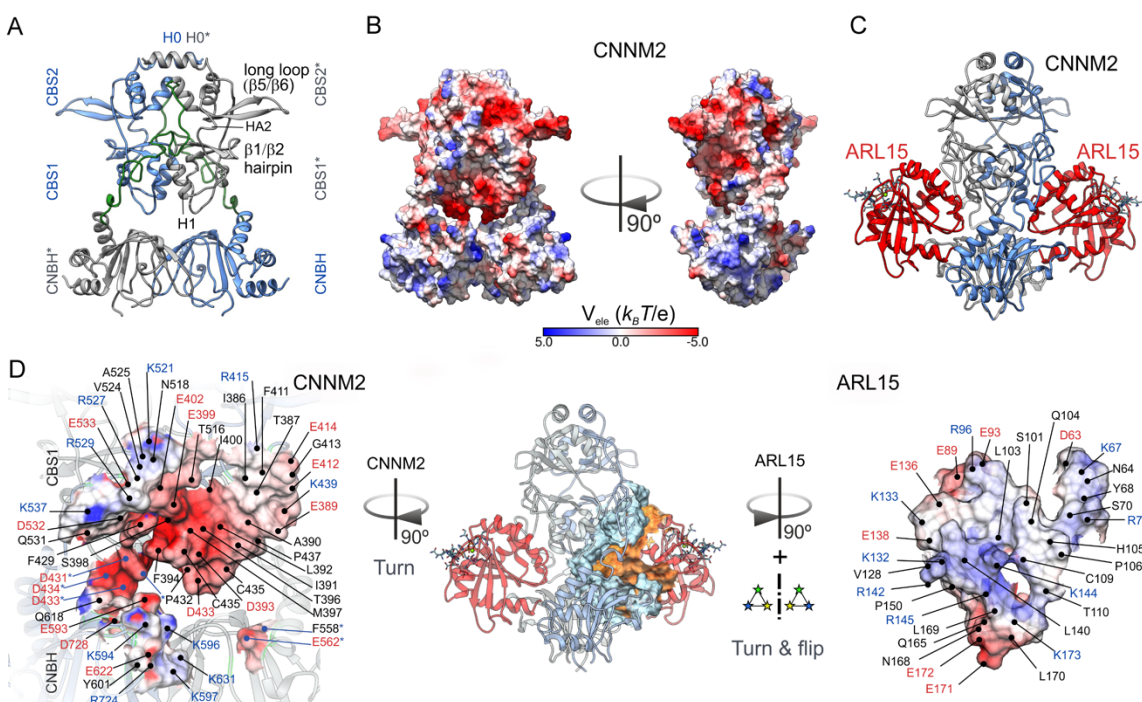 A
H0 H0*
CBS2
long loop
(β5/β6)
CBS2*
HA2
β1/β2
hairpin
CBS1
CBS1*
H1
CNBH*
CNBH
B
CNNM2
90º
V_ele (k_BT/e)
5.0 0.0 -5.0
C
CNNM2
ARL15 ARL15
D
CNNM2
CBS1
CNBH
A525
K521
V524
N518
R527
E402
E533
E399
R529
T516
I400
R415
F411
I386
T387
E414
G413
E412
K439
E389
K537
D532
Q531
F429
S398
D431*
D434*
D433*
Q618
E593
D728
K594
E622
Y601
R724
K597
K631
K596
P432
F394
D433
C435
C435
D393
A390
P437
L392
I391
T396
M397
F558*
E562*
CNNM2
90º
Turn
ARL15
90º
+
Turn & flip
ARL15
Q104
E93
S101
R96
L103
D63
E89
K67
E136
N64
K133
Y68
S70
E138
H105
K132
P106
V128
C109
R142
K144
P150
T110
R145
L140
L169
Q165
K173
N168
E172
L170
E171